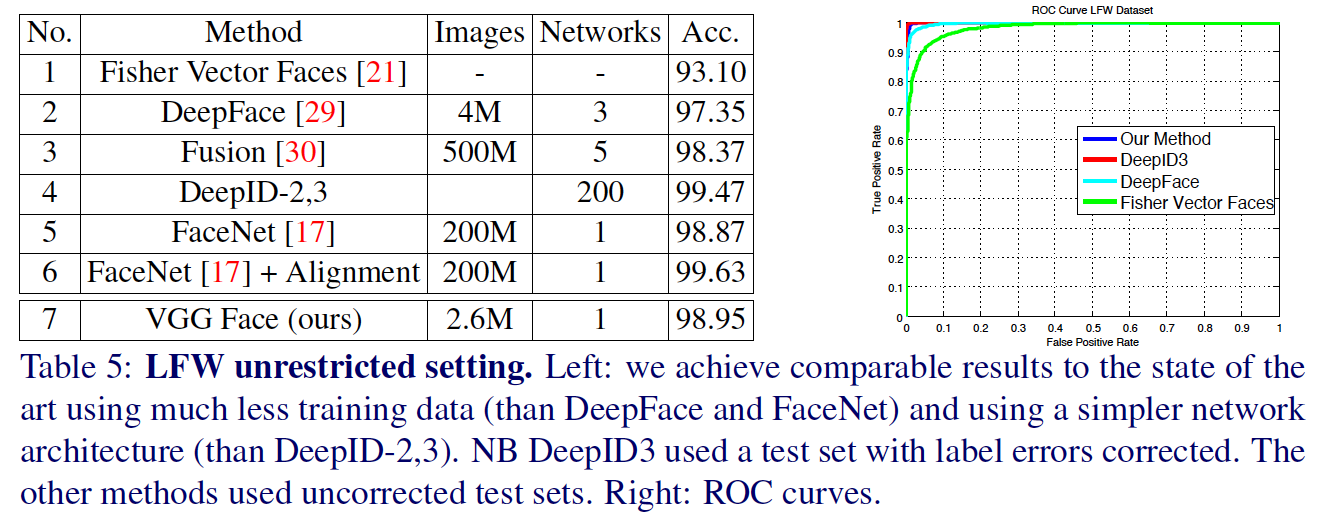 No. Method Images Networks Acc.
1 Fisher Vector Faces [21] - - 93.10
2 DeepFace [29] 4M 3 97.35
3 Fusion [30] 500M 5 98.37
4 DeepID-2,3 200 99.47
5 FaceNet [17] 200M 1 98.87
6 FaceNet [17] + Alignment 200M 1 99.63
7 VGG Face (ours) 2.6M 1 98.95
ROC Curve LFW Dataset
True Positive Rate
1
0.9
0.8
0.7
0.6
0.5
0.4
0.3
0.2
0.1
0
Our Method
DeepID3
DeepFace
Fisher Vector Faces
0 0.1 0.2 0.3 0.4 0.5 0.6 0.7 0.8 0.9 1
False Positive Rate
Table 5: LFW unrestricted setting. Left: we achieve comparable results to the state of the
art using much less training data (than DeepFace and FaceNet) and using a simpler network
architecture (than DeepID-2,3). NB DeepID3 used a test set with label errors corrected. The
other methods used uncorrected test sets. Right: ROC curves.